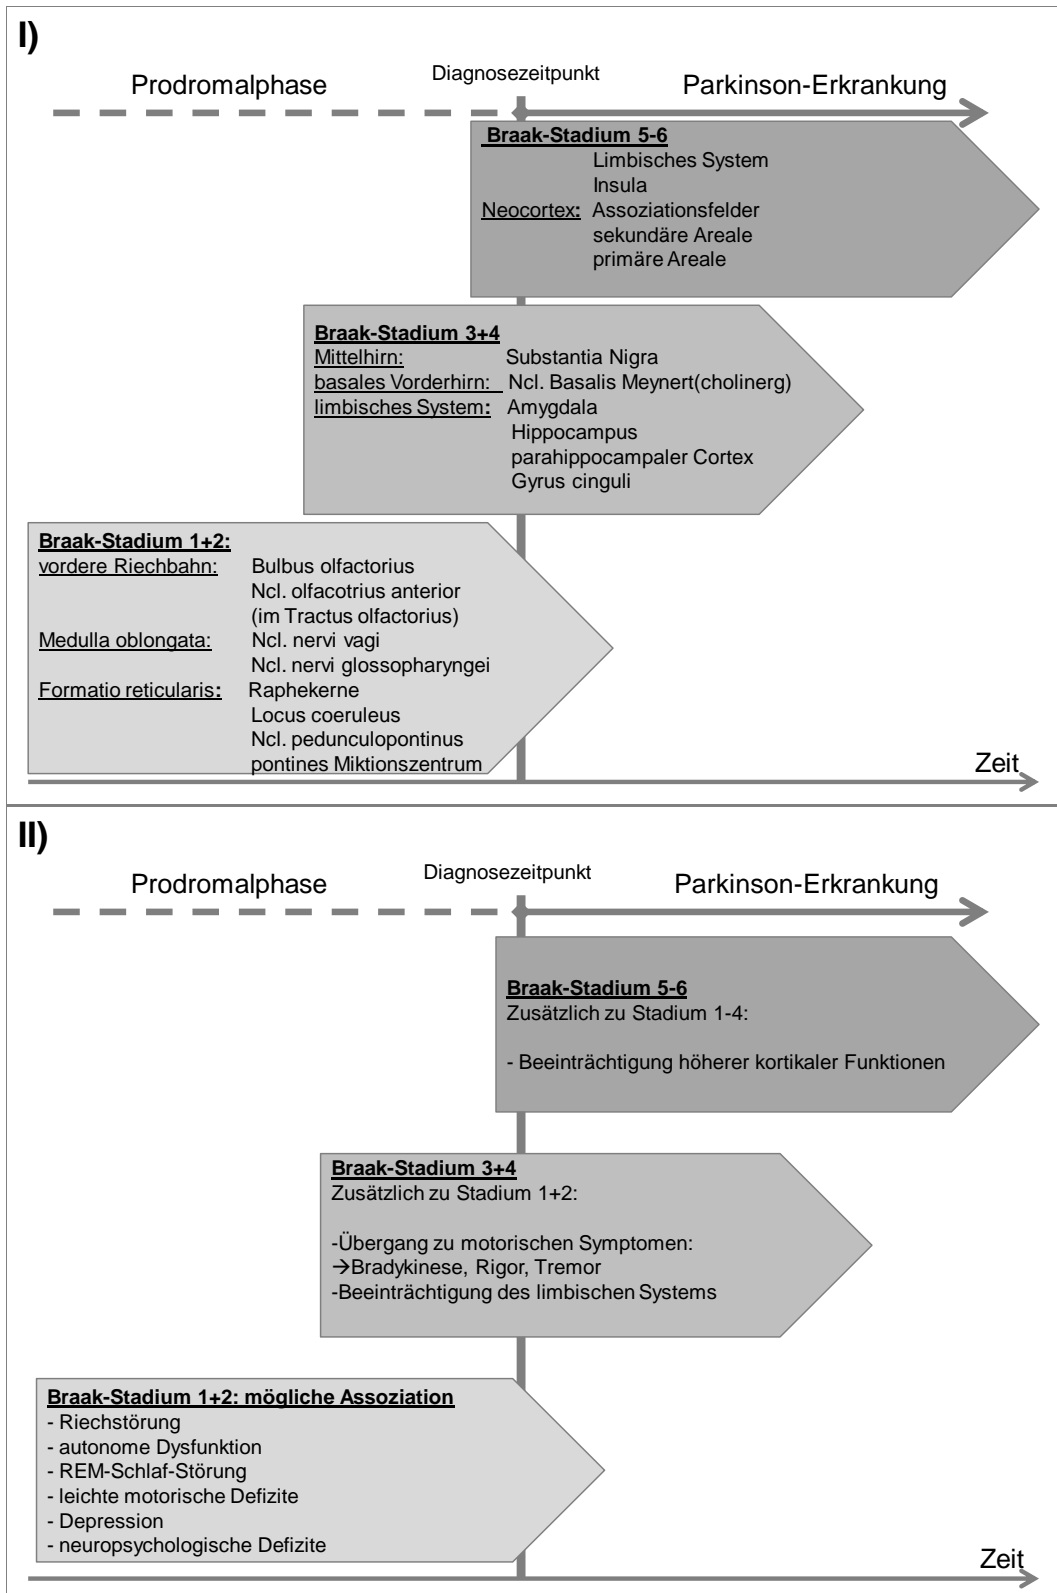 I)
Diagnosezeitpunkt
Prodromalphase Parkinson-Erkrankung
Braak-Stadium 5-6
Limbisches System
Insula
Neocortex: Assoziationsfelder
sekundäre Areale
primäre Areale
Braak-Stadium 3+4
Mittelhirn: Substantia Nigra
basales Vorderhirn: Ncl. Basalis Meynert(cholinerg)
limbisches System: Amygdala
Hippocampus
parahippocampaler Cortex
Gyrus cinguli
Braak-Stadium 1+2:
vordere Riechbahn: Bulbus olfactorius
Ncl. olfacotrius anterior
(im Tractus olfactorius)
Medulla oblongata: Ncl. nervi vagi
Ncl. nervi glossopharyngei
Formatio reticularis: Raphekerne
Locus coeruleus
Ncl. pedunculopontinus
pontines Miktionszentrum
Zeit
II)
Diagnosezeitpunkt
Prodromalphase Parkinson-Erkrankung
Braak-Stadium 5-6
Zusätzlich zu Stadium 1-4:
- Beeinträchtigung höherer kortikaler Funktionen
Braak-Stadium 3+4
Zusätzlich zu Stadium 1+2:
-Übergang zu motorischen Symptomen:
→Bradykinese, Rigor, Tremor
-Beeinträchtigung des limbischen Systems
Braak-Stadium 1+2: mögliche Assoziation
- Riechstörung
- autonome Dysfunktion
- REM-Schlaf-Störung
- leichte motorische Defizite
- Depression
- neuropsychologische Defizite
Zeit